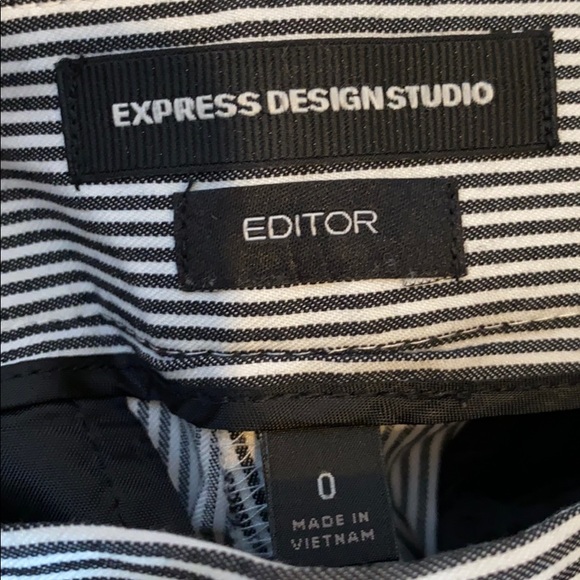 EXPRESS DESIGN STUDIO
EDITOR
0
MADE IN
VIETNAM